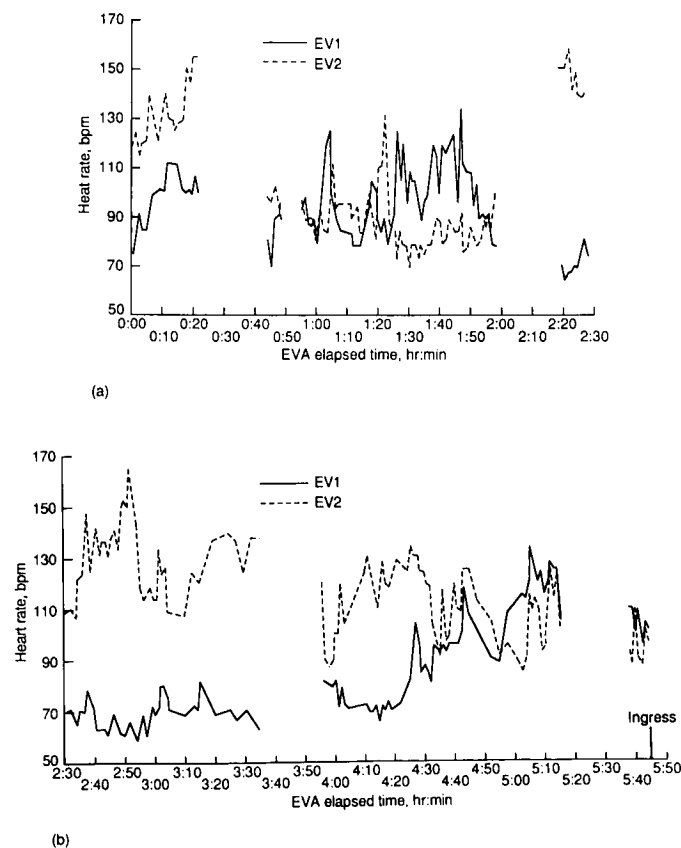 170
150
130
110
90
70
50
Heat rate, bpm
EV1
EV2
0:00 0:20 0:40 1:00 1:20 1:40 2:00 2:20
0:10 0:30 0:50 1:10 1:30 1:50 2:10 2:30
EVA elapsed time, hr:min
(a)
170
150
130
110
90
70
50
Heart rate, bpm
EV1
EV2
Ingress
2:30 2:50 3:10 3:30 3:50 4:10 4:30 4:50 5:10 5:30 5:50
2:40 3:00 3:20 3:40 4:00 4:20 4:40 5:00 5:20 5:40
EVA elapsed time, hr:min
(b)